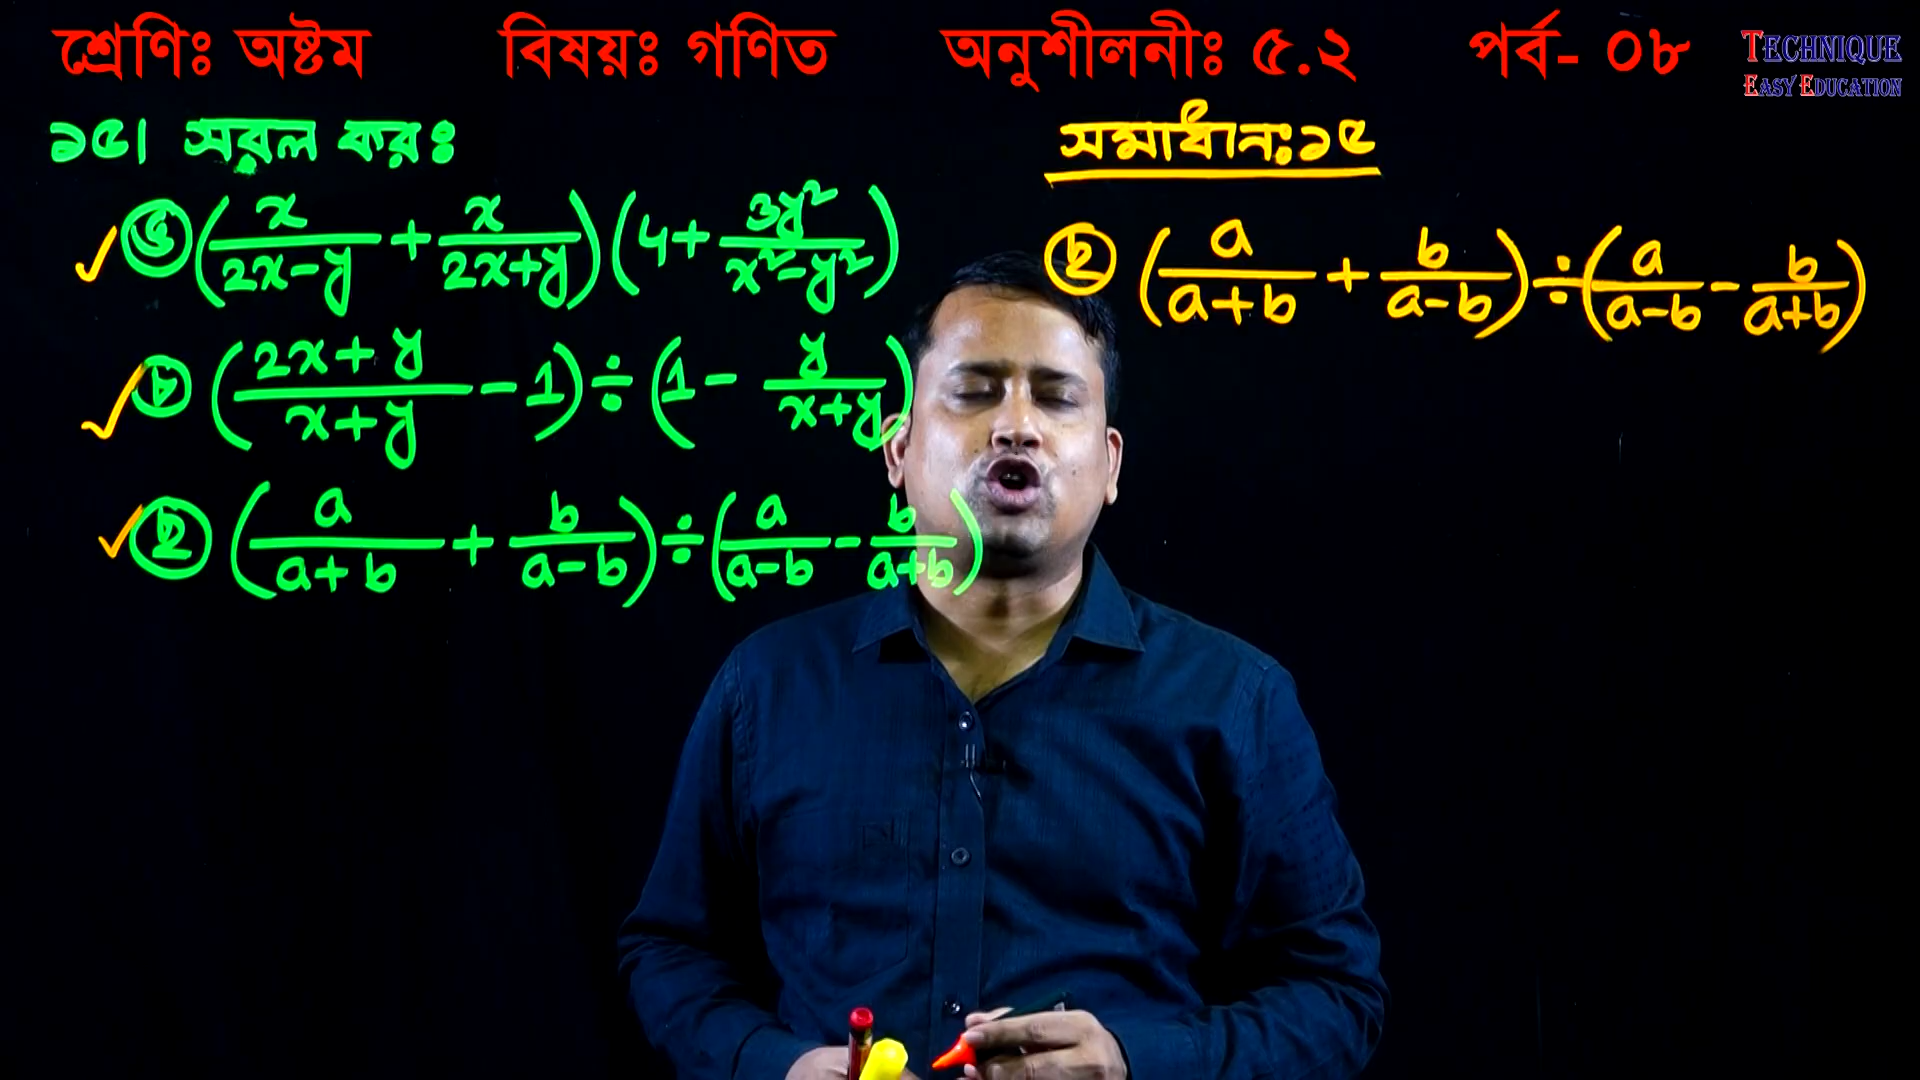 শ্রেণিঃ অষ্টম বিষয়ঃ গণিত অনুশীলনীঃ ৫.২ পর্ব- ০৮
TECHNIQUE
EASY EDUCATION
১৫। সরল করঃ
ঙ (x/(2x-y) + x/(2x+y)) (4 + 3y²/(x²-y²))
চ ((2x+y)/(x+y) - 1) ÷ (1 - y/(x+y))
ছ (a/(a+b) + b/(a-b)) ÷ (a/(a-b) - b/(a+b))
সমাধানঃ১৫
ছ (a/(a+b) + b/(a-b)) ÷ (a/(a-b) - b/(a+b))